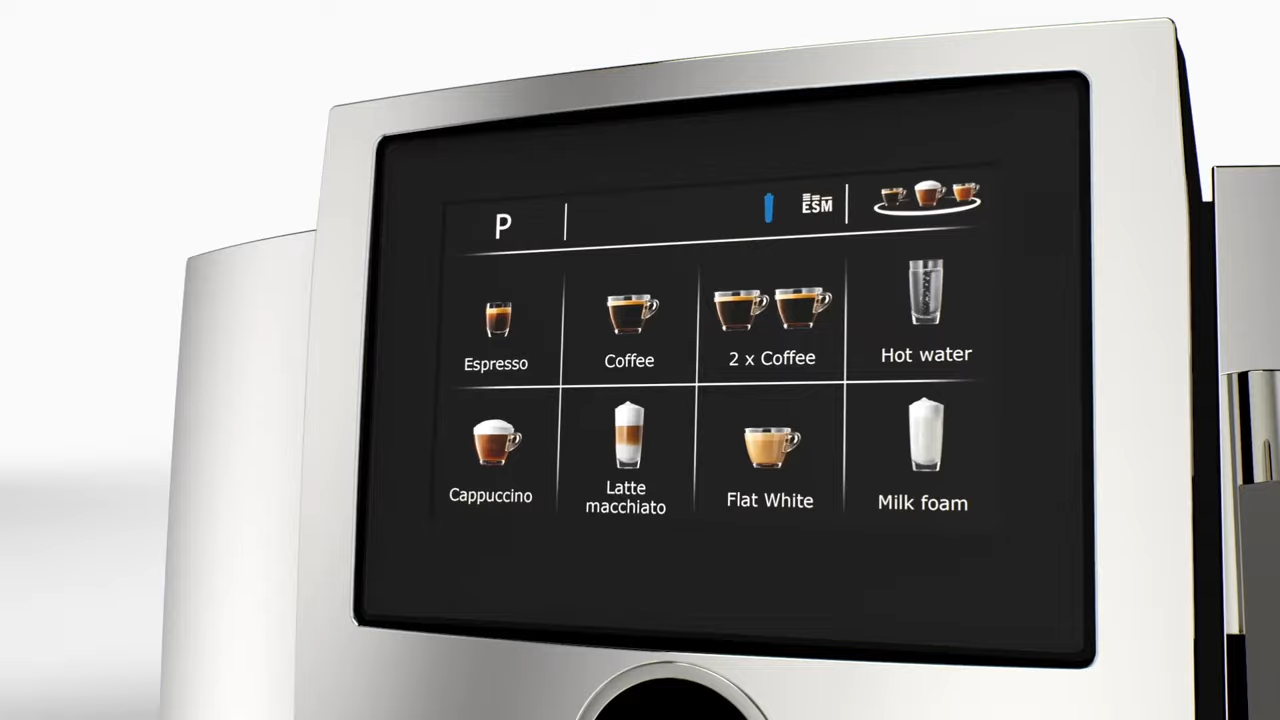 P
ESM
Espresso
Coffee
2 x Coffee
Hot water
Cappuccino
Latte
macchiato
Flat White
Milk foam